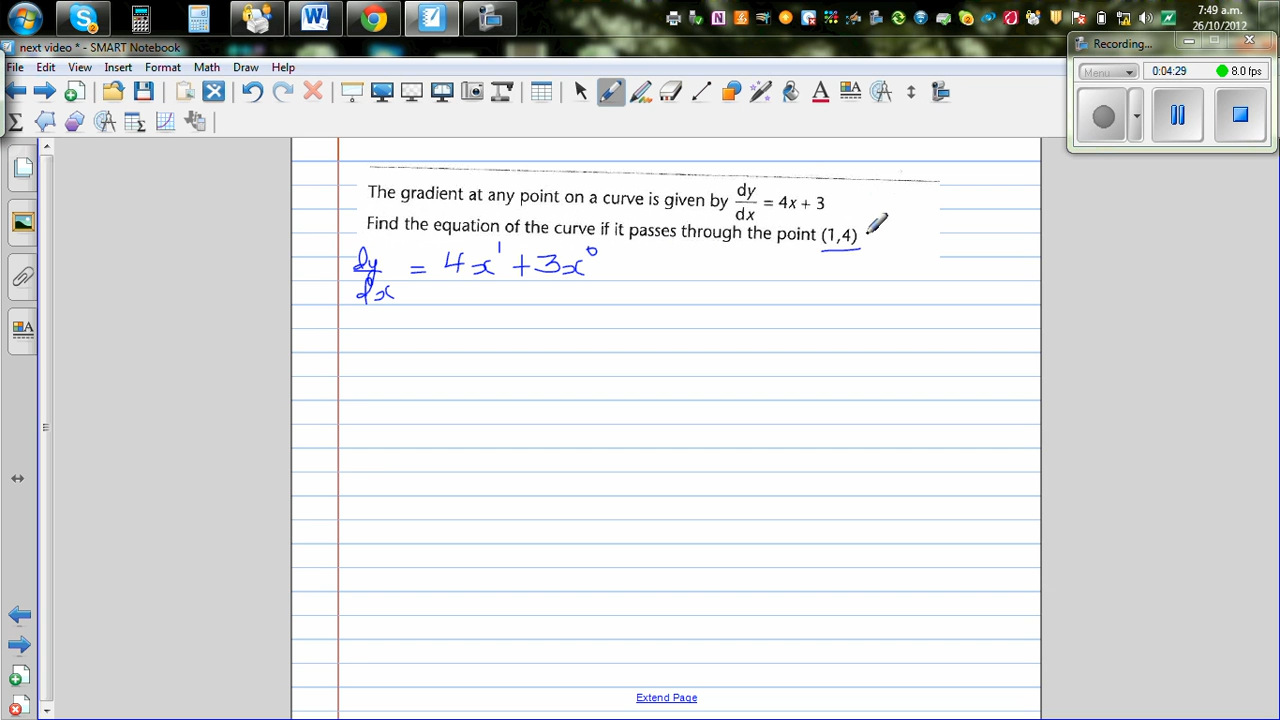 7:49 a.m.
26/10/2012
next video * - SMART Notebook
Recording...
File Edit View Insert Format Math Draw Help
Menu 0:04:29 8.0 fps
The gradient at any point on a curve is given by dy/dx = 4x + 3
Find the equation of the curve if it passes through the point (1,4)
dy/dx = 4x¹ + 3x⁰
Extend Page